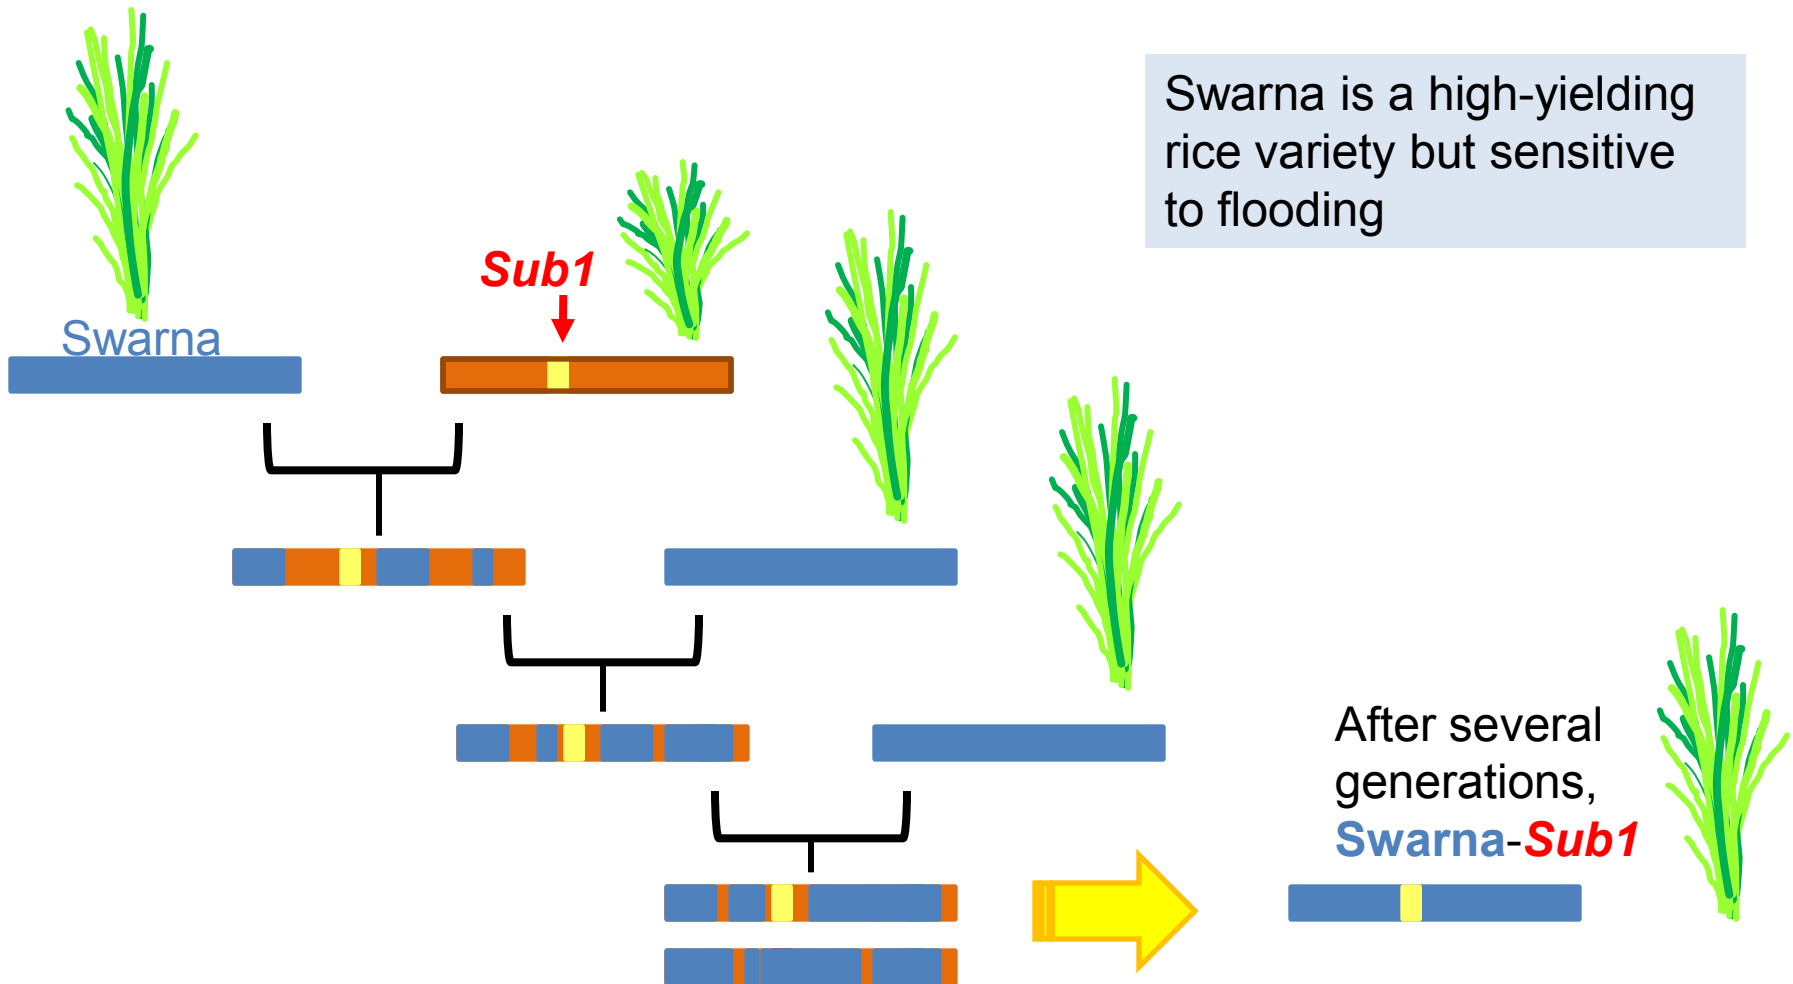 Swarna is a high-yielding
rice variety but sensitive
to flooding
Sub1
Swarna
After several
generations,
Swarna-Sub1